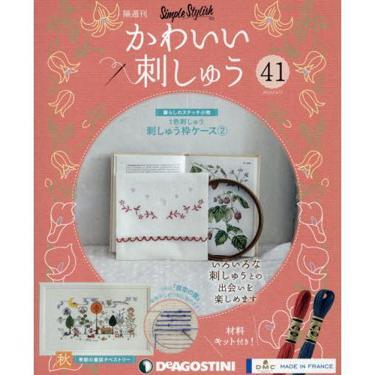 隔週刊
Simple Stylish
かわいい
刺しゅう
41
暮らしのステッチ小物
1色刺しゅう
刺しゅう枠ケース②
いろいろな
刺しゅうとの
出会いを
楽しめます
材料
キット付き！
秋
季節の童話タペストリー
DeAGOSTINI
DMC
MADE IN FRANCE